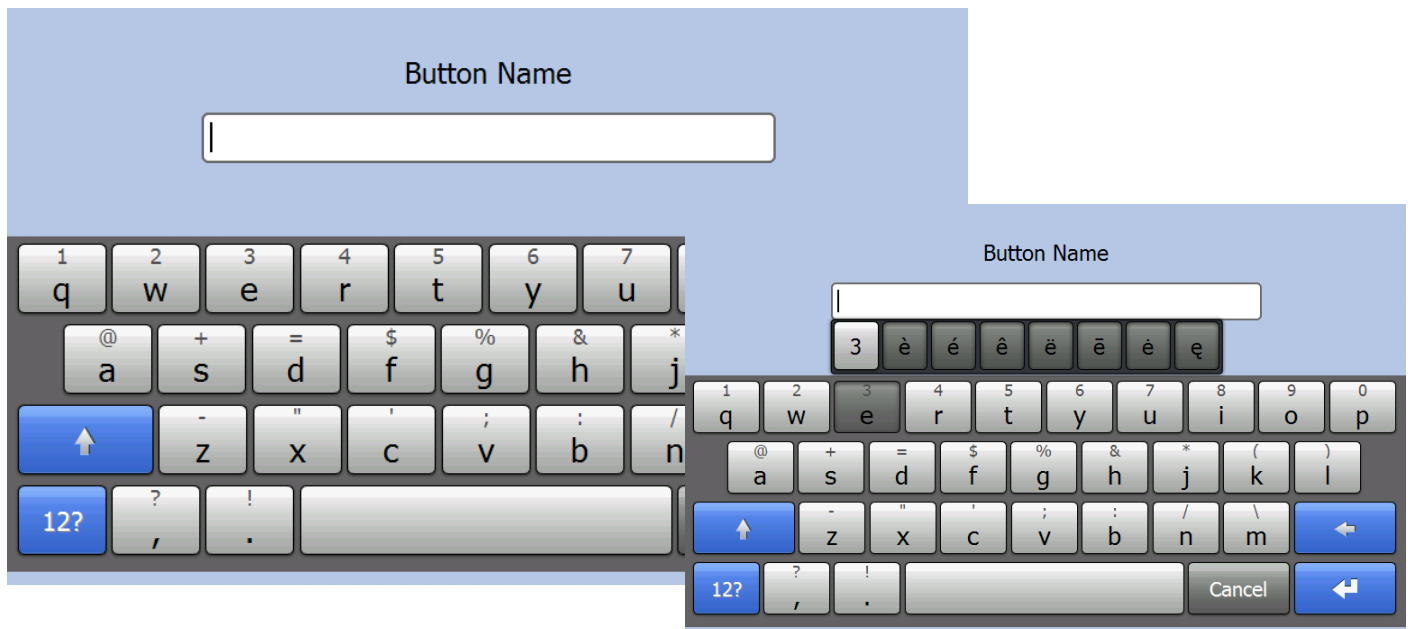 Button Name
1 2 3 4 5 6 7
q w e r t y u
@ + = $ % & *
a s d f g h j
- " ' ; : /
z x c v b n
? !
12? , .
Button Name
3 è é ê ë ē ė ę
1 2 3 4 5 6 7 8 9 0
q w e r t y u i o p
@ + = $ % & * ( )
a s d f g h j k l
- " ' ; : / \
z x c v b n m
? !
12? , . Cancel